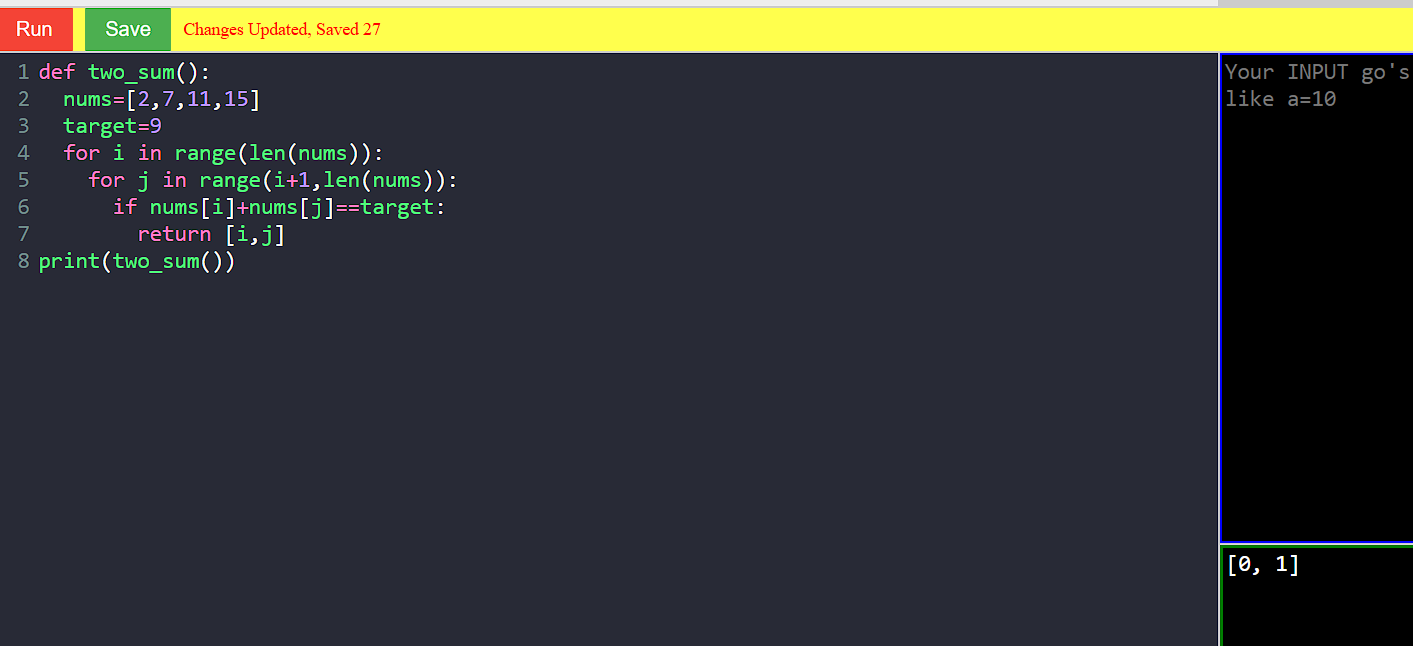 Run Save Changes Updated, Saved 27
1 def two_sum():
2   nums=[2,7,11,15]
3   target=9
4   for i in range(len(nums)):
5     for j in range(i+1,len(nums)):
6       if nums[i]+nums[j]==target:
7         return [i,j]
8 print(two_sum())
Your INPUT go's
like a=10
[0, 1]